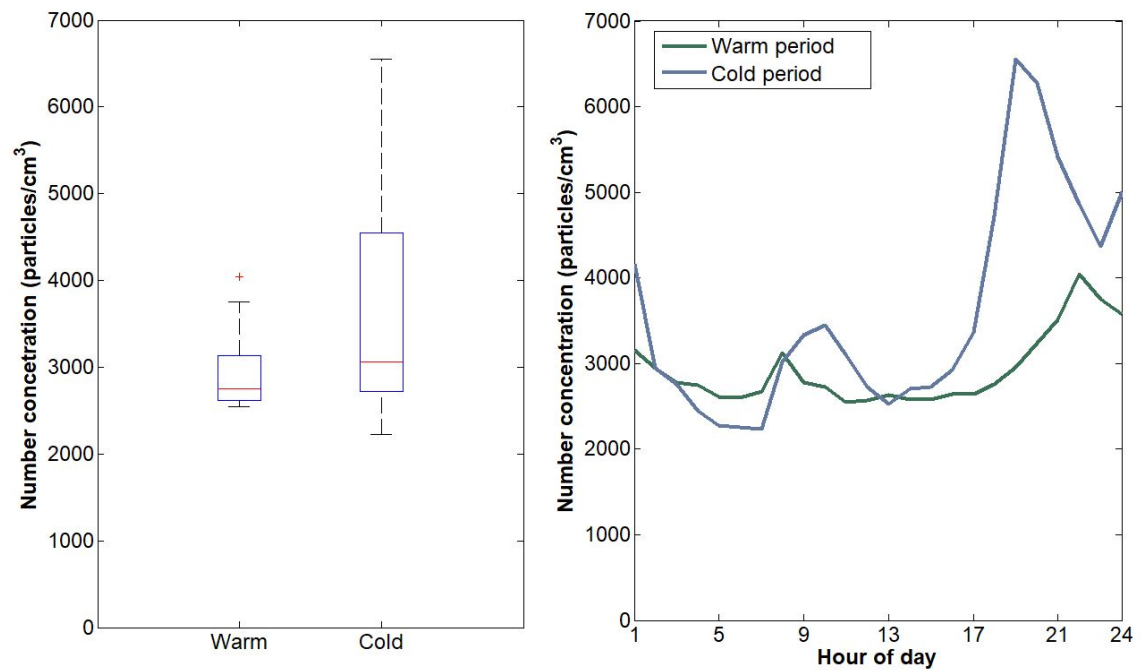 7000
6000
5000
4000
3000
2000
1000
0
Number concetration (particles/cm³)
Warm
Cold
7000
6000
5000
4000
3000
2000
1000
0
Number concentration (particles/cm³)
Warm period
Cold period
1 5 9 13 17 21 24
Hour of day